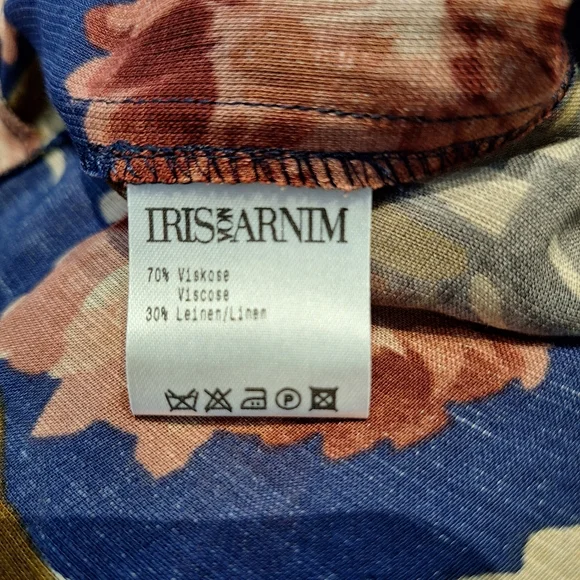 IRIS VON ARNIM
70% Viskose
Viscose
30% Leinen/Linen
P